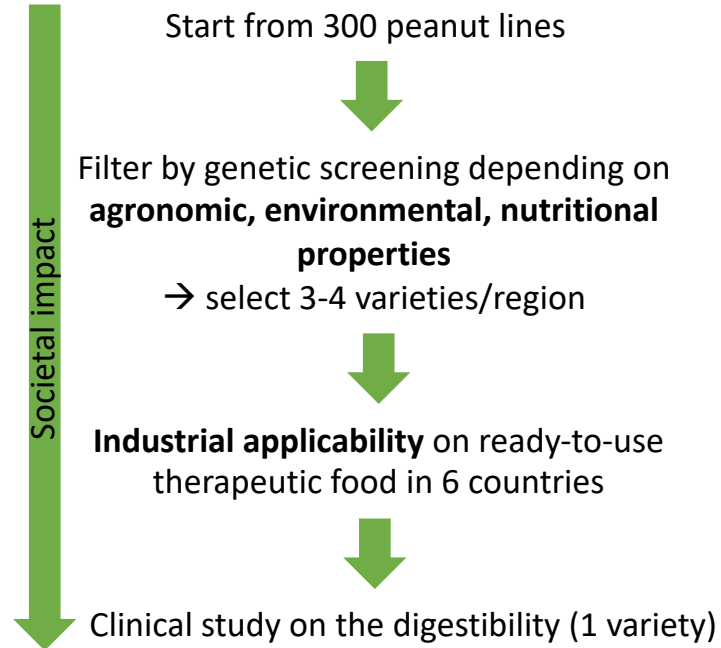 Start from 300 peanut lines
Filter by genetic screening depending on
agronomic, environmental, nutritional
properties
→ select 3-4 varieties/region
Industrial applicability on ready-to-use
therapeutic food in 6 countries
Clinical study on the digestibility (1 variety)
Societal impact